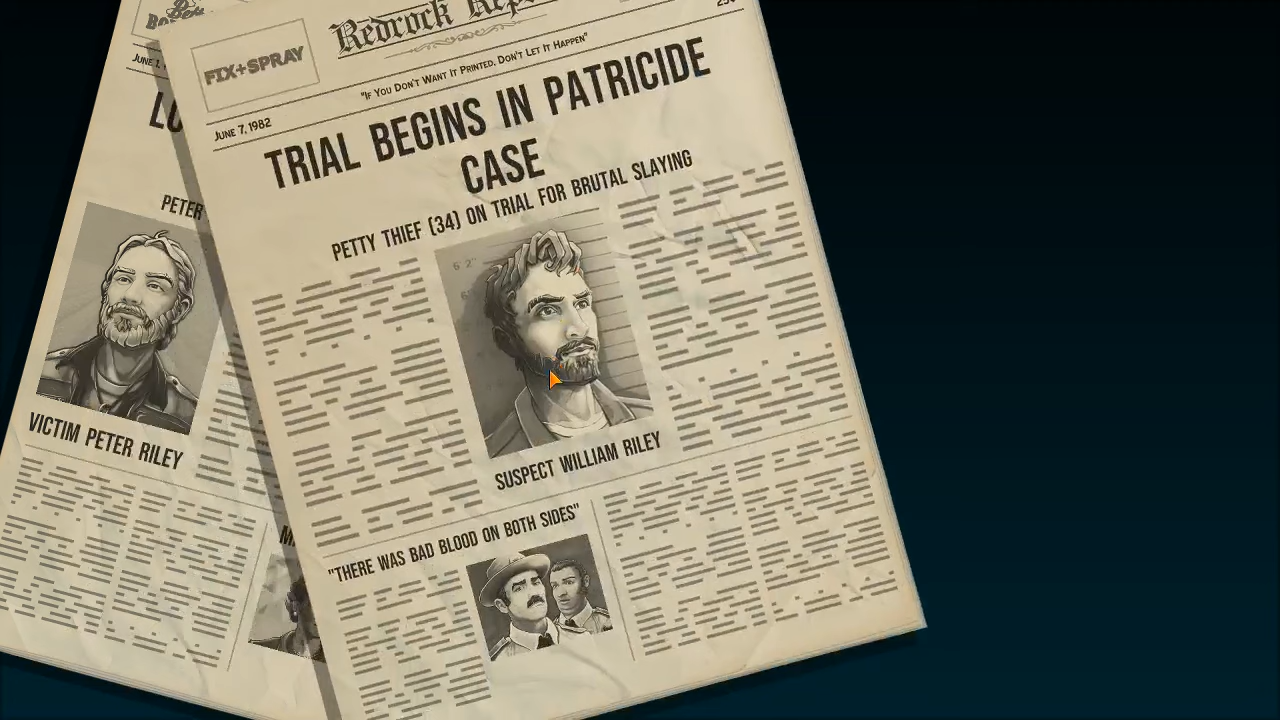 JUNE 1,
PETER
VICTIM PETER RILEY
FIX+SPRAY
Redrock
"IF YOU DON'T WANT IT PRINTED, DON'T LET IT HAPPEN"
JUNE 7, 1982
TRIAL BEGINS IN PATRICIDE
CASE
PETTY THIEF (34) ON TRIAL FOR BRUTAL SLAYING
6' 2"
SUSPECT WILLIAM RILEY
"THERE WAS BAD BLOOD ON BOTH SIDES"